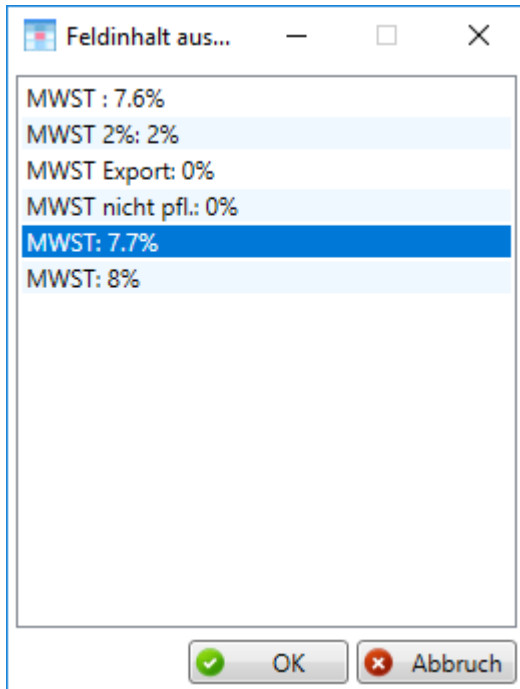 Feldinhalt aus...
MWST : 7.6%
MWST 2%: 2%
MWST Export: 0%
MWST nicht pfl.: 0%
MWST: 7.7%
MWST: 8%
OK
Abbruch